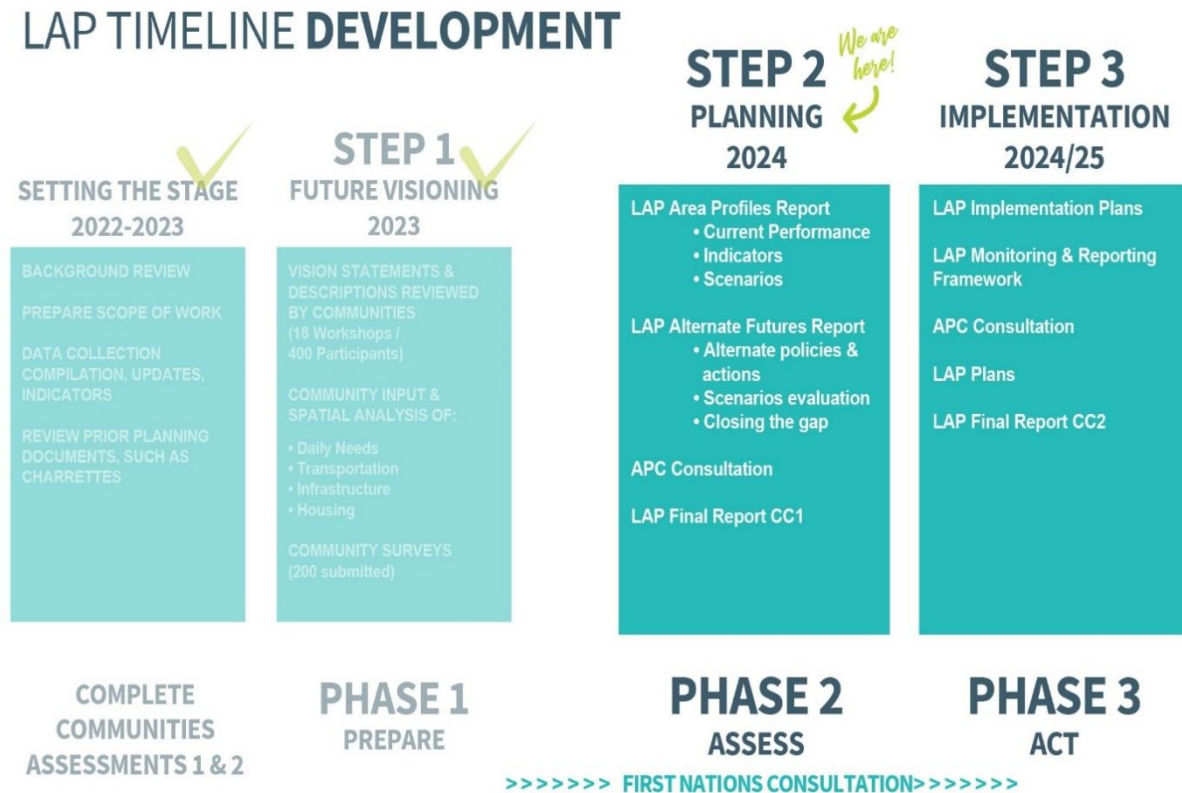 LAP TIMELINE DEVELOPMENT
SETTING THE STAGE
2022-2023
BACKGROUND REVIEW
PREPARE SCOPE OF WORK
DATA COLLECTION
COMPILATION, UPDATES,
INDICATORS
REVIEW PRIOR PLANNING
DOCUMENTS, SUCH AS
CHARRETTES
COMPLETE
COMMUNITIES
ASSESSMENTS 1 & 2
STEP 1
FUTURE VISIONING
2023
VISION STATEMENTS &
DESCRIPTIONS REVIEWED
BY COMMUNITIES
(18 Workshops /
400 Participants)
COMMUNITY INPUT &
SPATIAL ANALYSIS OF:
• Daily Needs
• Transportation
• Infrastructure
• Housing
COMMUNITY SURVEYS
(200 submitted)
PHASE 1
PREPARE
STEP 2
PLANNING
2024
We are
here!
LAP Area Profiles Report
• Current Performance
• Indicators
• Scenarios
LAP Alternate Futures Report
• Alternate policies &
actions
• Scenarios evaluation
• Closing the gap
APC Consultation
LAP Final Report CC1
PHASE 2
ASSESS
STEP 3
IMPLEMENTATION
2024/25
LAP Implementation Plans
LAP Monitoring & Reporting
Framework
APC Consultation
LAP Plans
LAP Final Report CC2
PHASE 3
ACT
>>>>>>> FIRST NATIONS CONSULTATION>>>>>>>